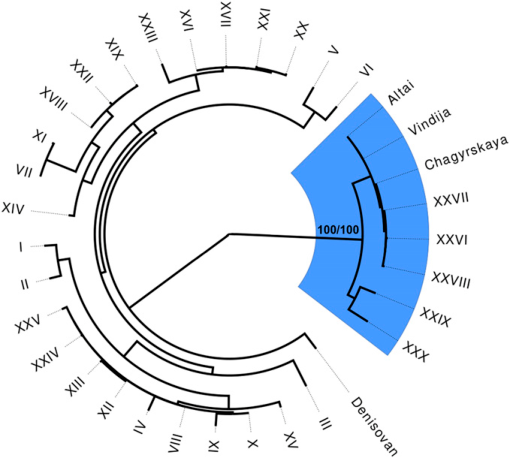 XXIII
XVI
XVII
XXI
XX
V
VI
Altai
Vindija
Chagyrskaya
XXVII
XXVI
XXVIII
XXIX
XXX
100/100
Denisovan
III
XV
X
IX
VIII
IV
XII
XIII
XXIV
XXV
II
I
XIV
VII
XI
XVIII
XXII
XIX